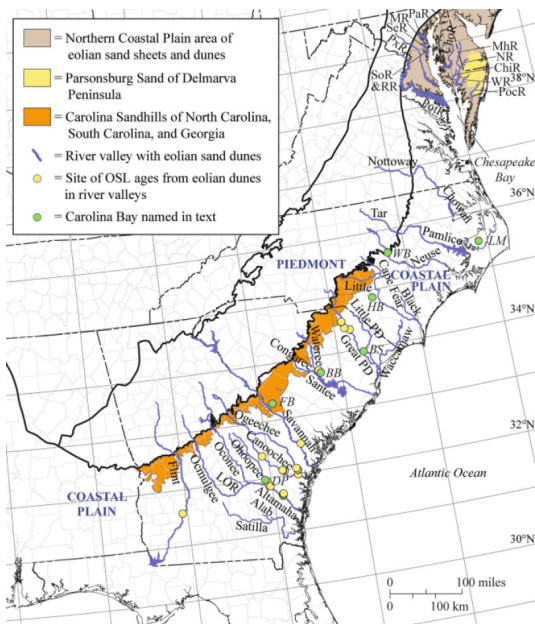 = Northern Coastal Plain area of
eolian sand sheets and dunes
= Parsonsburg Sand of Delmarva
Peninsula
= Carolina Sandhills of North Carolina,
South Carolina, and Georgia
= River valley with eolian sand dunes
= Site of OSL ages from eolian dunes
in river valleys
= Carolina Bay named in text
MR
PaR
SeR
PXR
ChoR
MhR
NR
ChiR
38°N
SoR
& RR
WR
PocR
PotR
Nottoway
Chesapeake
Bay
Chowan
36°N
Tar
Pamlico
LM
WB
Neuse
PIEDMONT
COASTAL
PLAIN
Little
Cape Fear
Black
HB
34°N
Little PD
Wateree
Great PD
BS
Waccamaw
Congaree
BB
Santee
FB
Savannah
32°N
Ogeechee
Canoochee
Atlantic Ocean
Ohoopee
Oconee
Flint
DP
Ocmulgee
LOR
Altamaha
COASTAL
PLAIN
Alab
Satilla
30°N
0 100 miles
0 100 km